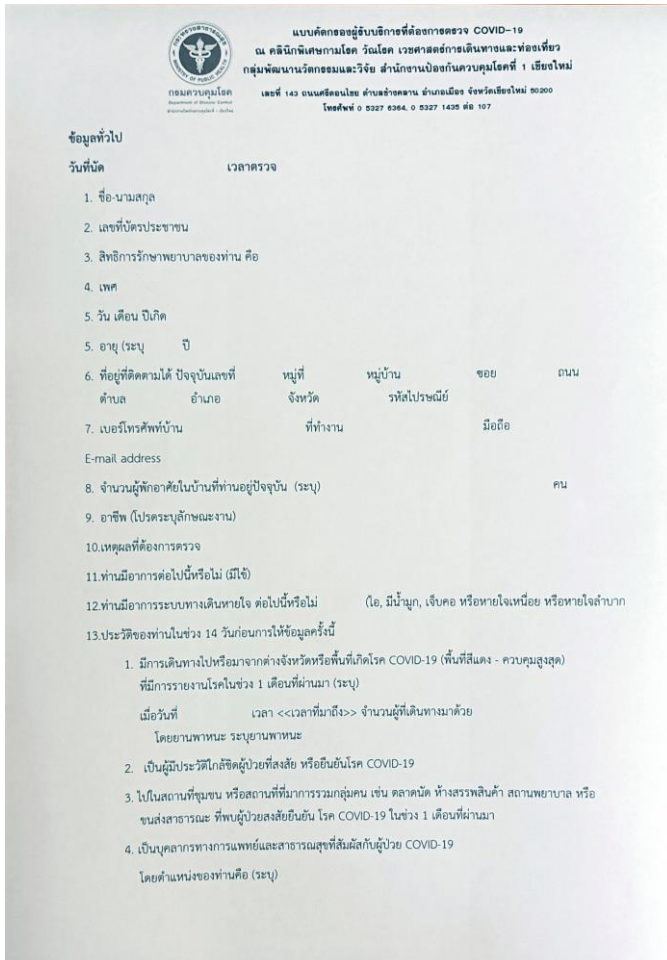 แบบคัดกรองผู้รับบริการที่ต้องการตรวจ COVID-19
ณ คลินิกพิเศษกามโรค วัณโรค เวชศาสตร์การเดินทางและท่องเที่ยว
กลุ่มพัฒนานวัตกรรมและวิจัย สำนักงานป้องกันควบคุมโรคที่ 1 เชียงใหม่
เลขที่ 143 ถนนศรีดอนไชย ตำบลช้างคลาน อำเภอเมือง จังหวัดเชียงใหม่ 50200
โทรศัพท์ 0 5327 6364, 0 5327 1435 ต่อ 107
กระทรวงสาธารณสุข
MINISTRY OF PUBLIC HEALTH
กรมควบคุมโรค
Department of Disease Control
ข้อมูลทั่วไป
วันที่นัด เวลาตรวจ
1. ชื่อ-นามสกุล
2. เลขที่บัตรประชาชน
3. สิทธิการรักษาพยาบาลของท่าน คือ
4. เพศ
5. วัน เดือน ปีเกิด
5. อายุ (ระบุ ปี
6. ที่อยู่ที่ติดตามได้ ปัจจุบันเลขที่ หมู่ที่ หมู่บ้าน ซอย ถนน
ตำบล อำเภอ จังหวัด รหัสไปรษณีย์
7. เบอร์โทรศัพท์บ้าน ที่ทำงาน มือถือ
E-mail address
8. จำนวนผู้พักอาศัยในบ้านที่ท่านอยู่ปัจจุบัน (ระบุ) คน
9. อาชีพ (โปรดระบุลักษณะงาน)
10.เหตุผลที่ต้องการตรวจ
11.ท่านมีอาการต่อไปนี้หรือไม่ (มีไข้)
12.ท่านมีอาการระบบทางเดินหายใจ ต่อไปนี้หรือไม่ (ไอ, มีน้ำมูก, เจ็บคอ หรือหายใจเหนื่อย หรือหายใจลำบาก
13.ประวัติของท่านในช่วง 14 วันก่อนการให้ข้อมูลครั้งนี้
1. มีการเดินทางไปหรือมาจากต่างจังหวัดหรือพื้นที่เกิดโรค COVID-19 (พื้นที่สีแดง - ควบคุมสูงสุด)
ที่มีการรายงานโรคในช่วง 1 เดือนที่ผ่านมา (ระบุ)
เมื่อวันที่ เวลา <<เวลาที่มาถึง>> จำนวนผู้ที่เดินทางมาด้วย
โดยยานพาหนะ ระบุยานพาหนะ
2. เป็นผู้มีประวัติใกล้ชิดผู้ป่วยที่สงสัย หรือยืนยันโรค COVID-19
3. ไปในสถานที่ชุมชน หรือสถานที่ที่มาการรวมกลุ่มคน เช่น ตลาดนัด ห้างสรรพสินค้า สถานพยาบาล หรือ
ขนส่งสาธารณะ ที่พบผู้ป่วยสงสัยยืนยัน โรค COVID-19 ในช่วง 1 เดือนที่ผ่านมา
4. เป็นบุคลากรทางการแพทย์และสาธารณสุขที่สัมผัสกับผู้ป่วย COVID-19
โดยตำแหน่งของท่านคือ (ระบุ)